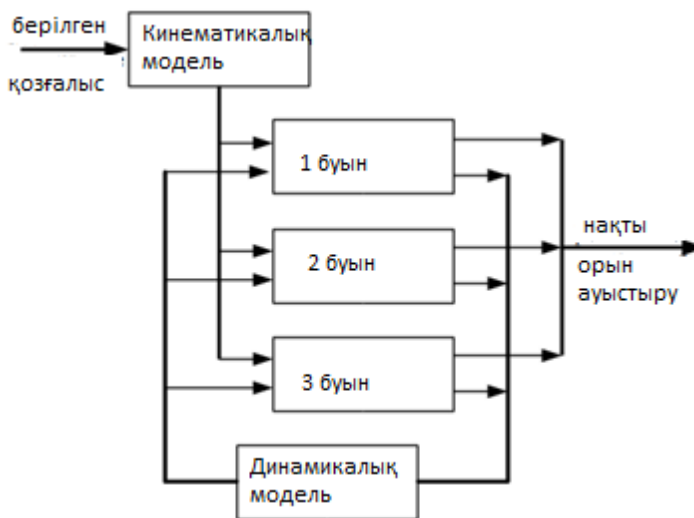 берілген
қозғалыс
Кинематикалық
модель
1 буын
2 буын
3 буын
нақты
орын
ауыстыру
Динамикалық
модель